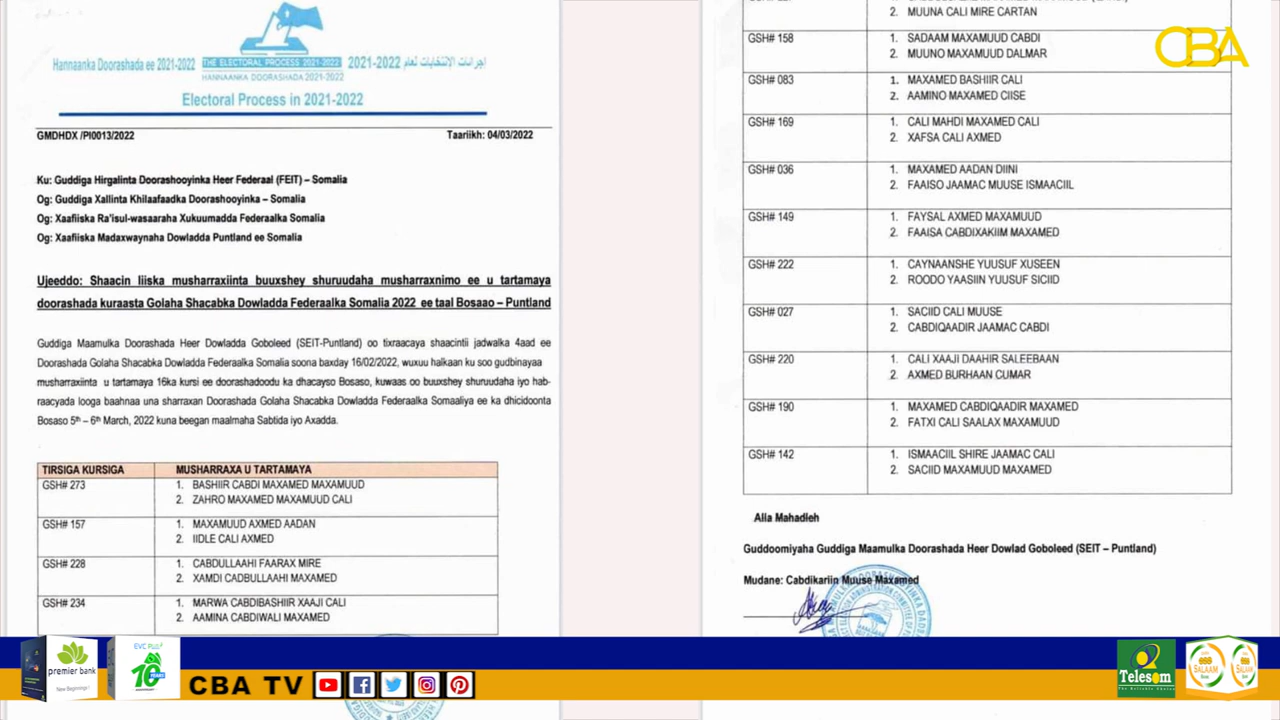 Hannaanka Doorashada ee 2021-2022
THE ELECTORAL PROCESS 2021-2022
HANNAANKA DOORASHADA 2021-2022
اجراءات الانتخابات لعام 2021-2022
Electoral Process in 2021-2022
GMDHDX /PI0013/2022
Taariikh: 04/03/2022
Ku: Guddiga Hirgalinta Doorashooyinka Heer Federaal (FEIT) – Somalia
Og: Guddiga Xallinta Khilaafaadka Doorashooyinka – Somalia
Og: Xaafiiska Ra'isul-wasaaraha Xukuumadda Federaalka Somalia
Og: Xaafiiska Madaxwaynaha Dowladda Puntland ee Somalia
Ujeeddo: Shaacin liiska musharraxiinta buuxshey shuruudaha musharraxnimo ee u tartamaya
doorashada kuraasta Golaha Shacabka Dowladda Federaalka Somalia 2022 ee taal Bosaao – Puntland
Guddiga Maamulka Doorashada Heer Dowladda Goboleed (SEIT-Puntland) oo tixraacaya shaacintii jadwalka 4aad ee
Doorashada Golaha Shacabka Dowladda Federaalka Somalia soona baxday 16/02/2022, wuxuu halkaan ku soo gudbinayaa
musharraxiinta u tartamaya 16ka kursi ee doorashadoodu ka dhacayso Bosaso, kuwaas oo buuxshey shuruudaha iyo hab-
raacyada looga baahnaa una sharraxan Doorashada Golaha Shacabka Dowladda Federaalka Somaaliya ee ka dhicidoonta
Bosaso 5th – 6th March, 2022 kuna beegan maalmaha Sabtida iyo Axadda.
TIRSIGA KURSIGA MUSHARRAXA U TARTAMAYA
GSH# 273 1. BASHIIR CABDI MAXAMED MAXAMUUD
2. ZAHRO MAXAMED MAXAMUUD CALI
GSH# 157 1. MAXAMUUD AXMED AADAN
2. IIDLE CALI AXMED
GSH# 228 1. CABDULLAAHI FAARAX MIRE
2. XAMDI CADBULLAAHI MAXAMED
GSH# 234 1. MARWA CABDIBASHIIR XAAJI CALI
2. AAMINA CABDIWALI MAXAMED
2. MUUNA CALI MIRE CARTAN
GSH# 158 1. SADAAM MAXAMUUD CABDI
2. MUUNO MAXAMUUD DALMAR
GSH# 083 1. MAXAMED BASHIIR CALI
2. AAMINO MAXAMED CIISE
GSH# 169 1. CALI MAHDI MAXAMED CALI
2. XAFSA CALI AXMED
GSH# 036 1. MAXAMED AADAN DIINI
2. FAAISO JAAMAC MUUSE ISMAACIIL
GSH# 149 1. FAYSAL AXMED MAXAMUUD
2. FAAISA CABDIXAKIIM MAXAMED
GSH# 222 1. CAYNAANSHE YUUSUF XUSEEN
2. ROODO YAASIIN YUUSUF SICIID
GSH# 027 1. SACIID CALI MUUSE
2. CABDIQAADIR JAAMAC CABDI
GSH# 220 1. CALI XAAJI DAAHIR SALEEBAAN
2. AXMED BURHAAN CUMAR
GSH# 190 1. MAXAMED CABDIQAADIR MAXAMED
2. FATXI CALI SAALAX MAXAMUUD
GSH# 142 1. ISMAACIIL SHIRE JAAMAC CALI
2. SACIID MAXAMUUD MAXAMED
Alla Mahadleh
Guddoomiyaha Guddiga Maamulka Doorashada Heer Dowlad Goboleed (SEIT – Puntland)
Mudane: Cabdikariin Muuse Maxamed
CBA
premier bank
New Beginnings!
EVC PLUS
10
YEARS
CBA TV
Telesom
The Reliable Choice
SALAAM
SALAAM